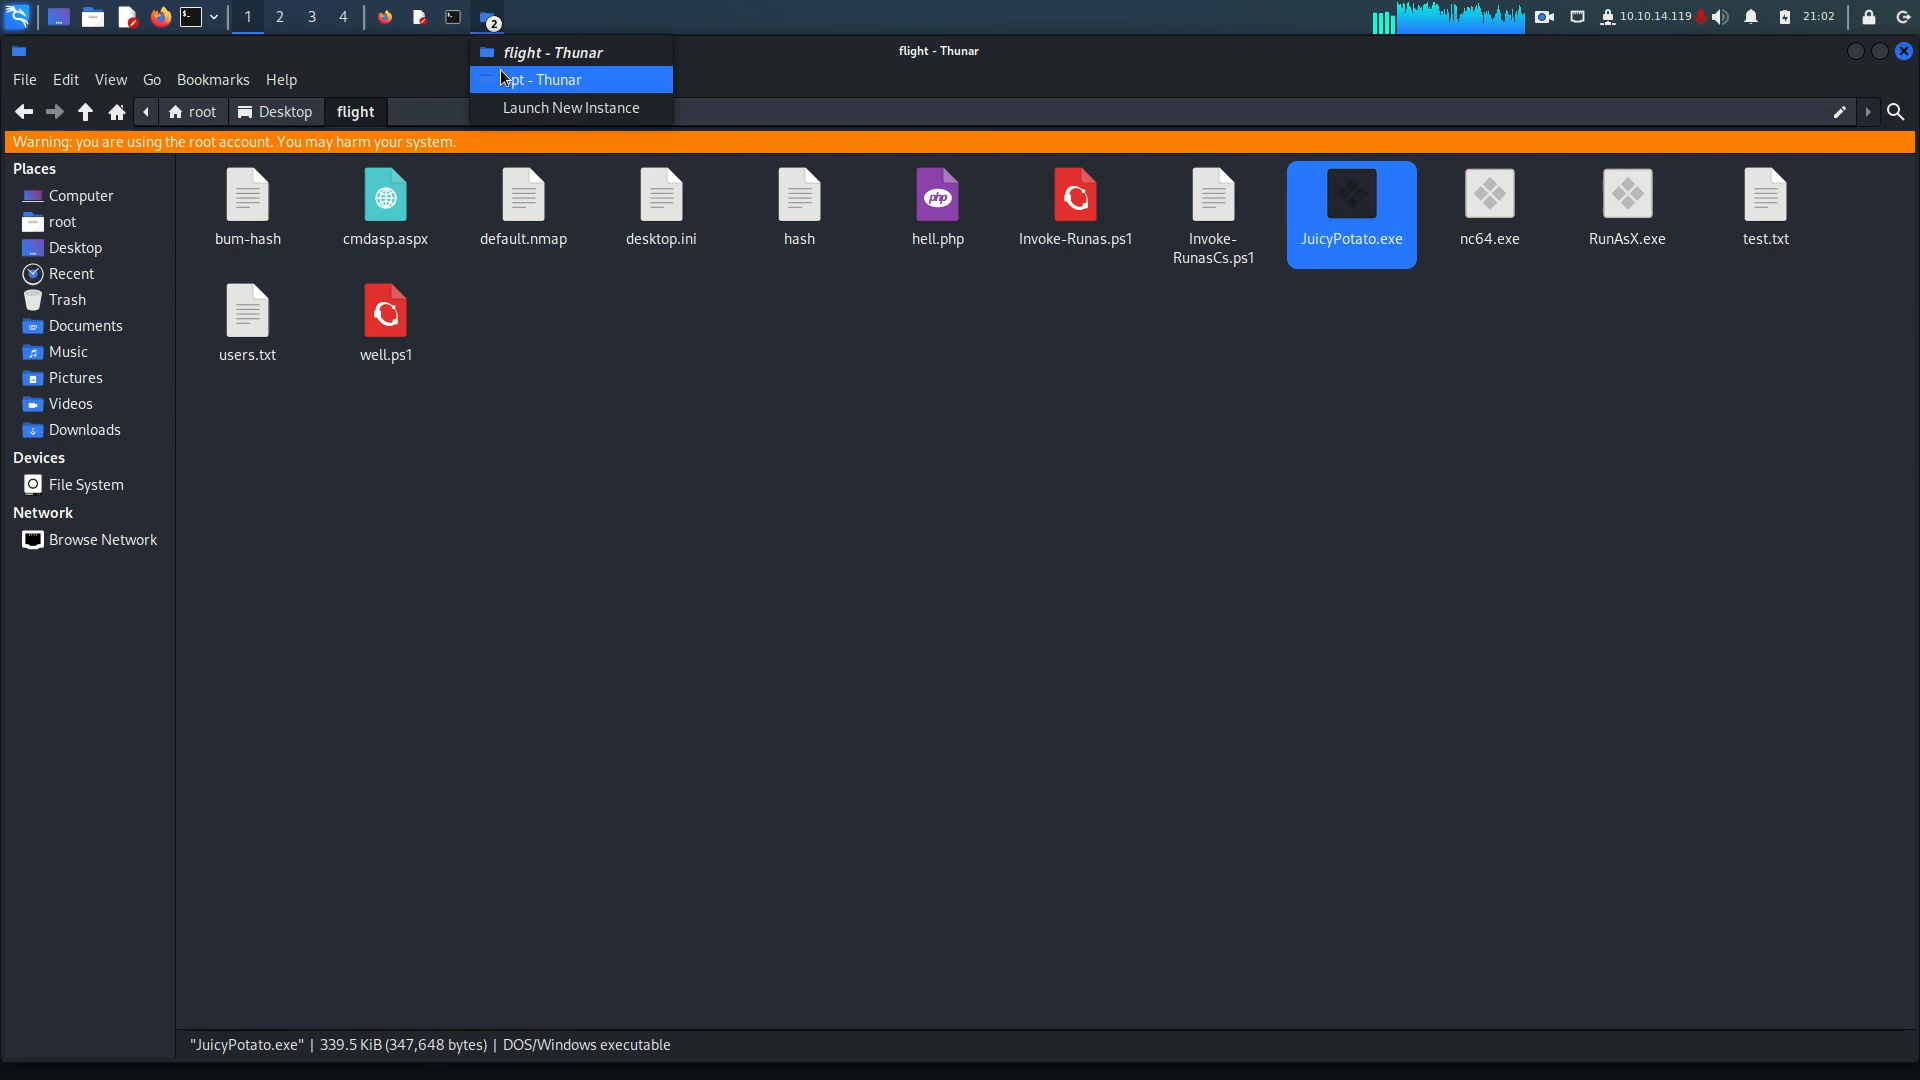 1 2 3 4 2 10.10.14.119 21:02
flight - Thunar
flight - Thunar
pt - Thunar
Launch New Instance
File Edit View Go Bookmarks Help
root Desktop flight
Warning: you are using the root account. You may harm your system.
Places
Computer
root
Desktop
Recent
Trash
Documents
Music
Pictures
Videos
Downloads
Devices
File System
Network
Browse Network
bum-hash
cmdasp.aspx
default.nmap
desktop.ini
hash
php
hell.php
Invoke-Runas.ps1
Invoke-
RunasCs.ps1
JuicyPotato.exe
nc64.exe
RunAsX.exe
test.txt
users.txt
well.ps1
"JuicyPotato.exe" | 339.5 KiB (347,648 bytes) | DOS/Windows executable